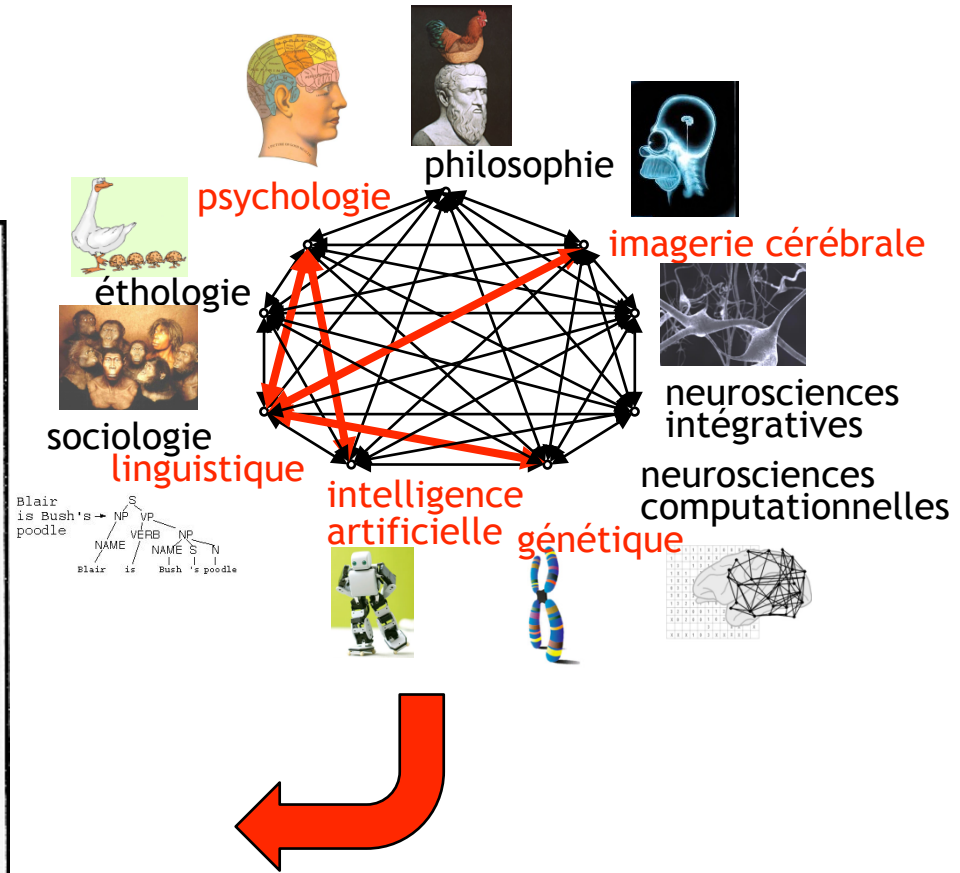 philosophie
psychologie
imagerie cérébrale
éthologie
neurosciences
intégratives
sociologie
linguistique
neurosciences
computationnelles
intelligence
artificielle
génétique
Blair
is Bush's
poodle
S
NP VP
VERB NP
NAME NAME S N
Blair is Bush 's poodle